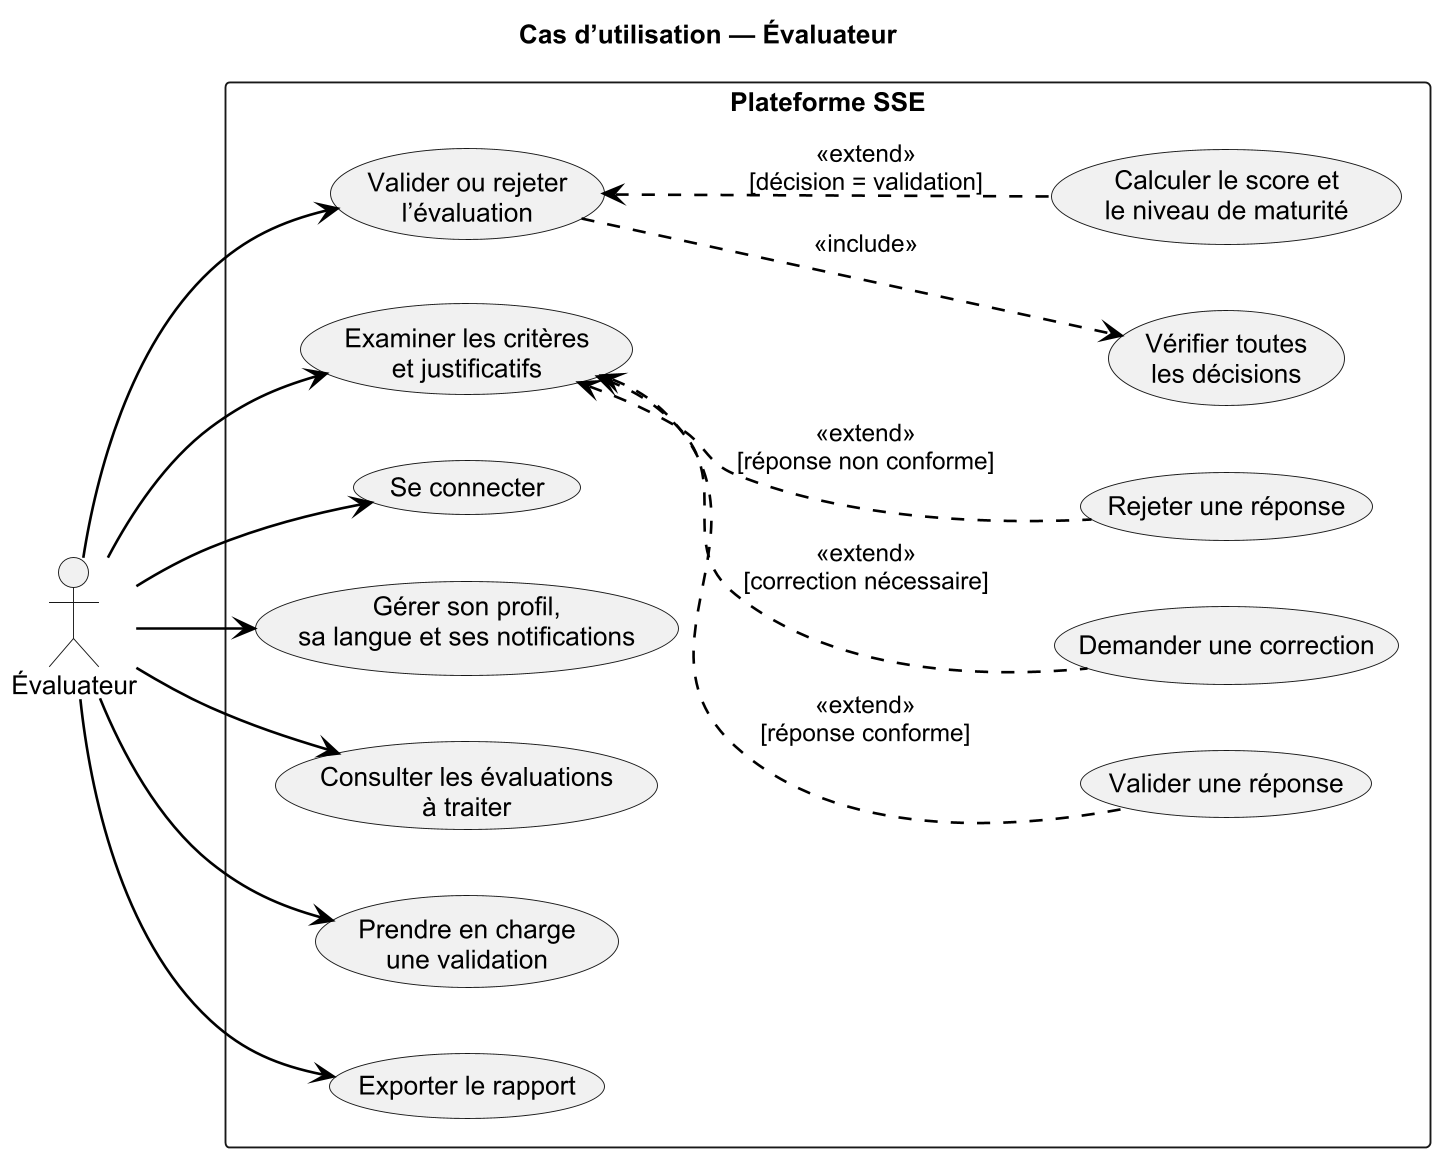 Cas d’utilisation — Évaluateur
Plateforme SSE
Valider ou rejeter
l’évaluation
«extend»
[décision = validation]
Calculer le score et
le niveau de maturité
«include»
Examiner les critères
et justificatifs
Vérifier toutes
les décisions
«extend»
[réponse non conforme]
Se connecter
Rejeter une réponse
«extend»
[correction nécessaire]
Gérer son profil,
sa langue et ses notifications
Demander une correction
Évaluateur
«extend»
[réponse conforme]
Consulter les évaluations
à traiter
Valider une réponse
Prendre en charge
une validation
Exporter le rapport